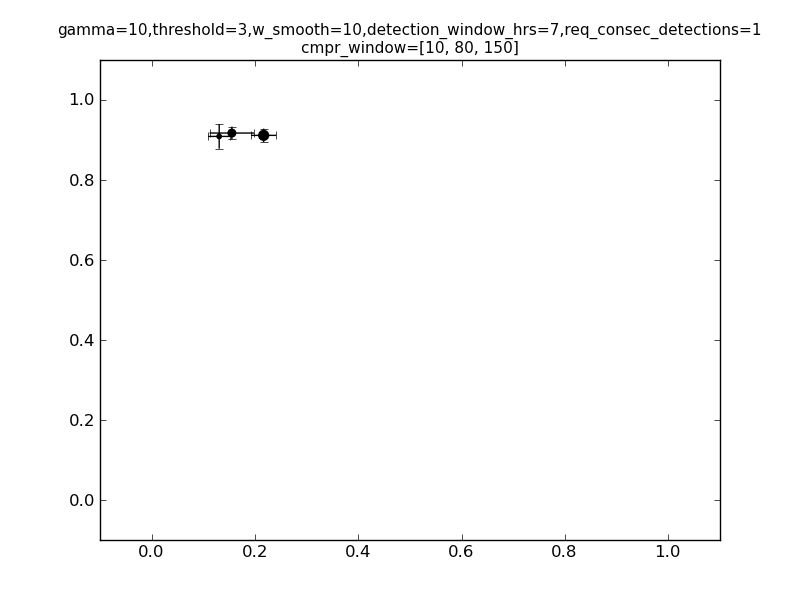 gamma=10,threshold=3,w_smooth=10,detection_window_hrs=7,req_consec_detections=1
cmpr_window=[10, 80, 150]
1.0
0.8
0.6
0.4
0.2
0.0
0.0 0.2 0.4 0.6 0.8 1.0